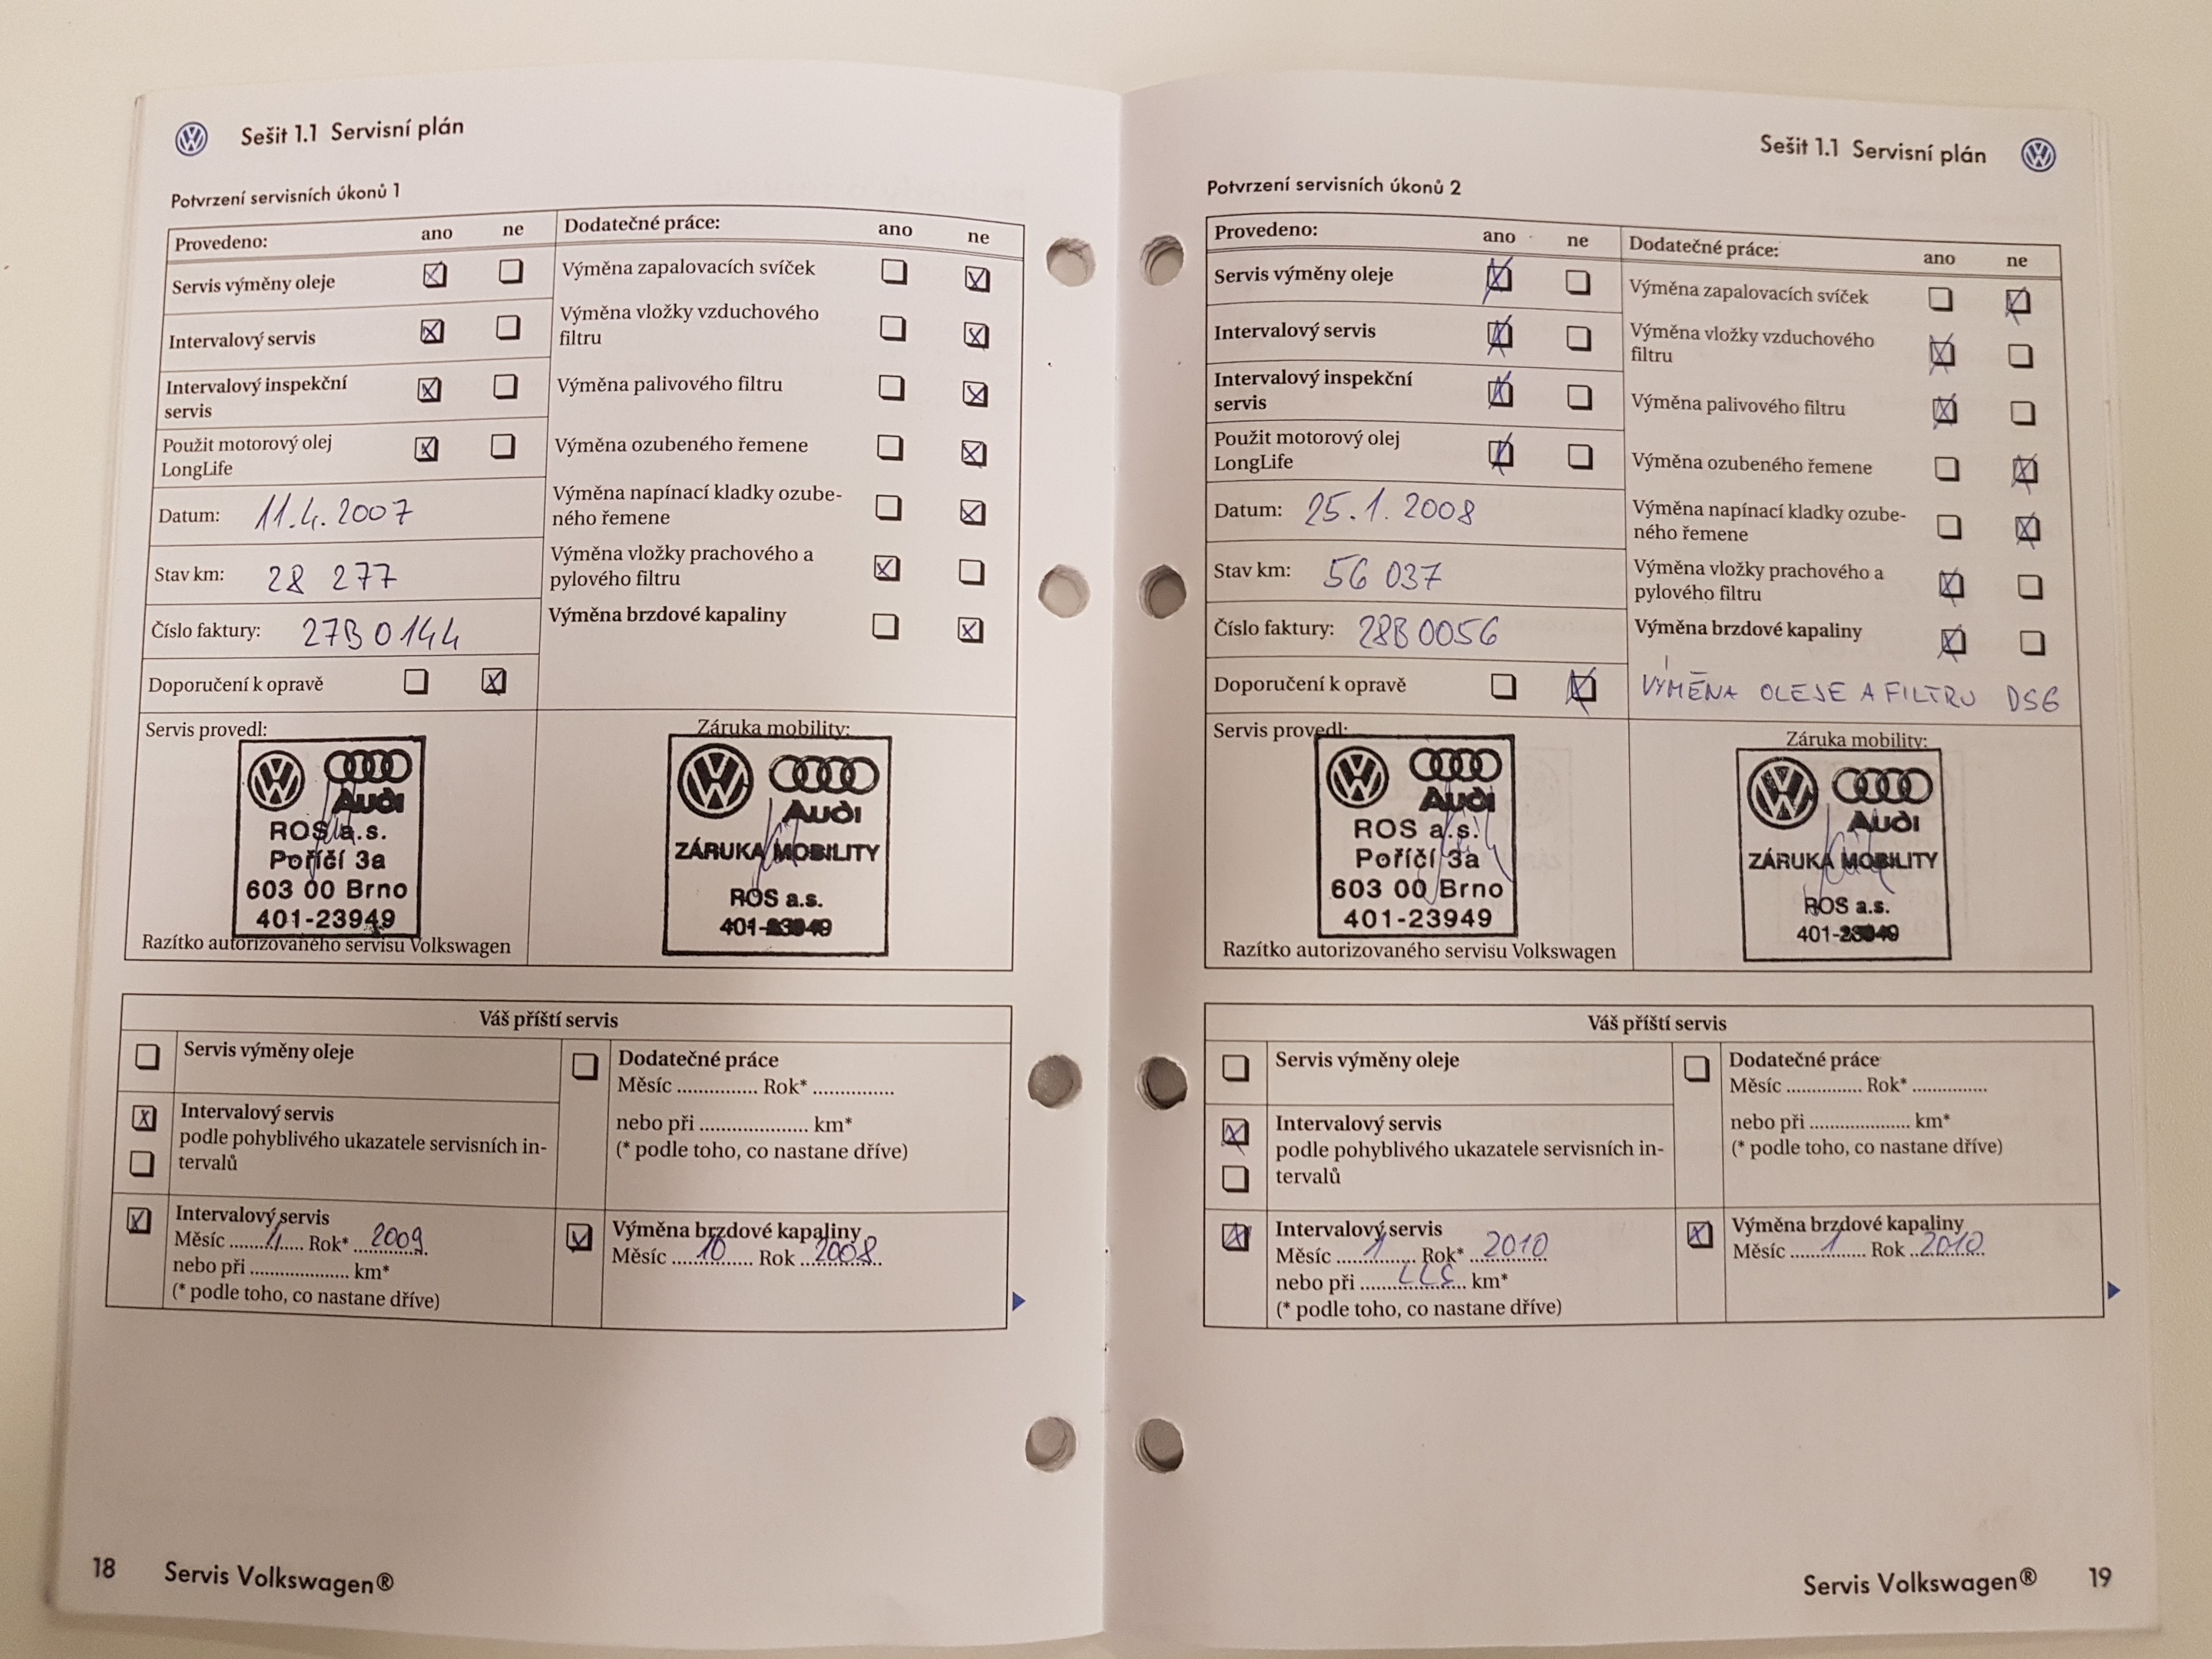 Sešit 1.1 Servisní plán
Potvrzení servisních úkonů 1
Provedeno: ano ne
Servis výměny oleje
Intervalový servis
Intervalový inspekční
servis
Použit motorový olej
LongLife
Datum: 11.4.2007
Stav km: 28 277
Číslo faktury: 27B0144
Doporučení k opravě
Dodatečné práce: ano ne
Výměna zapalovacích svíček
Výměna vložky vzduchového
filtru
Výměna palivového filtru
Výměna ozubeného řemene
Výměna napínací kladky ozube-
ného řemene
Výměna vložky prachového a
pylového filtru
Výměna brzdové kapaliny
Servis provedl:
Audi
ROS a.s.
Poříčí 3a
603 00 Brno
401-23949
Razítko autorizovaného servisu Volkswagen
Záruka mobility:
Audi
ZÁRUKA MOBILITY
ROS a.s.
401-23949
Váš příští servis
Servis výměny oleje
Intervalový servis
podle pohyblivého ukazatele servisních in-
tervalů
Intervalový servis
Měsíc 4 Rok* 2009
nebo při .................... km*
(* podle toho, co nastane dříve)
Dodatečné práce
Měsíc ............... Rok* ...............
nebo při .................... km*
(* podle toho, co nastane dříve)
Výměna brzdové kapaliny
Měsíc 10 Rok 2008
18 Servis Volkswagen®
Sešit 1.1 Servisní plán
Potvrzení servisních úkonů 2
Provedeno: ano ne
Servis výměny oleje
Intervalový servis
Intervalový inspekční
servis
Použit motorový olej
LongLife
Datum: 25.1.2008
Stav km: 56 037
Číslo faktury: 28B0056
Doporučení k opravě
Dodatečné práce: ano ne
Výměna zapalovacích svíček
Výměna vložky vzduchového
filtru
Výměna palivového filtru
Výměna ozubeného řemene
Výměna napínací kladky ozube-
ného řemene
Výměna vložky prachového a
pylového filtru
Výměna brzdové kapaliny
VÝMĚNA OLEJE A FILTRU DSG
Servis provedl:
Audi
ROS a.s.
Poříčí 3a
603 00 Brno
401-23949
Razítko autorizovaného servisu Volkswagen
Záruka mobility:
Audi
ZÁRUKA MOBILITY
ROS a.s.
401-23949
Váš příští servis
Servis výměny oleje
Intervalový servis
podle pohyblivého ukazatele servisních in-
tervalů
Intervalový servis
Měsíc 1 Rok* 2010
nebo při km*
(* podle toho, co nastane dříve)
Dodatečné práce
Měsíc ............... Rok* ...............
nebo při .................... km*
(* podle toho, co nastane dříve)
Výměna brzdové kapaliny
Měsíc 1 Rok 2010
Servis Volkswagen® 19